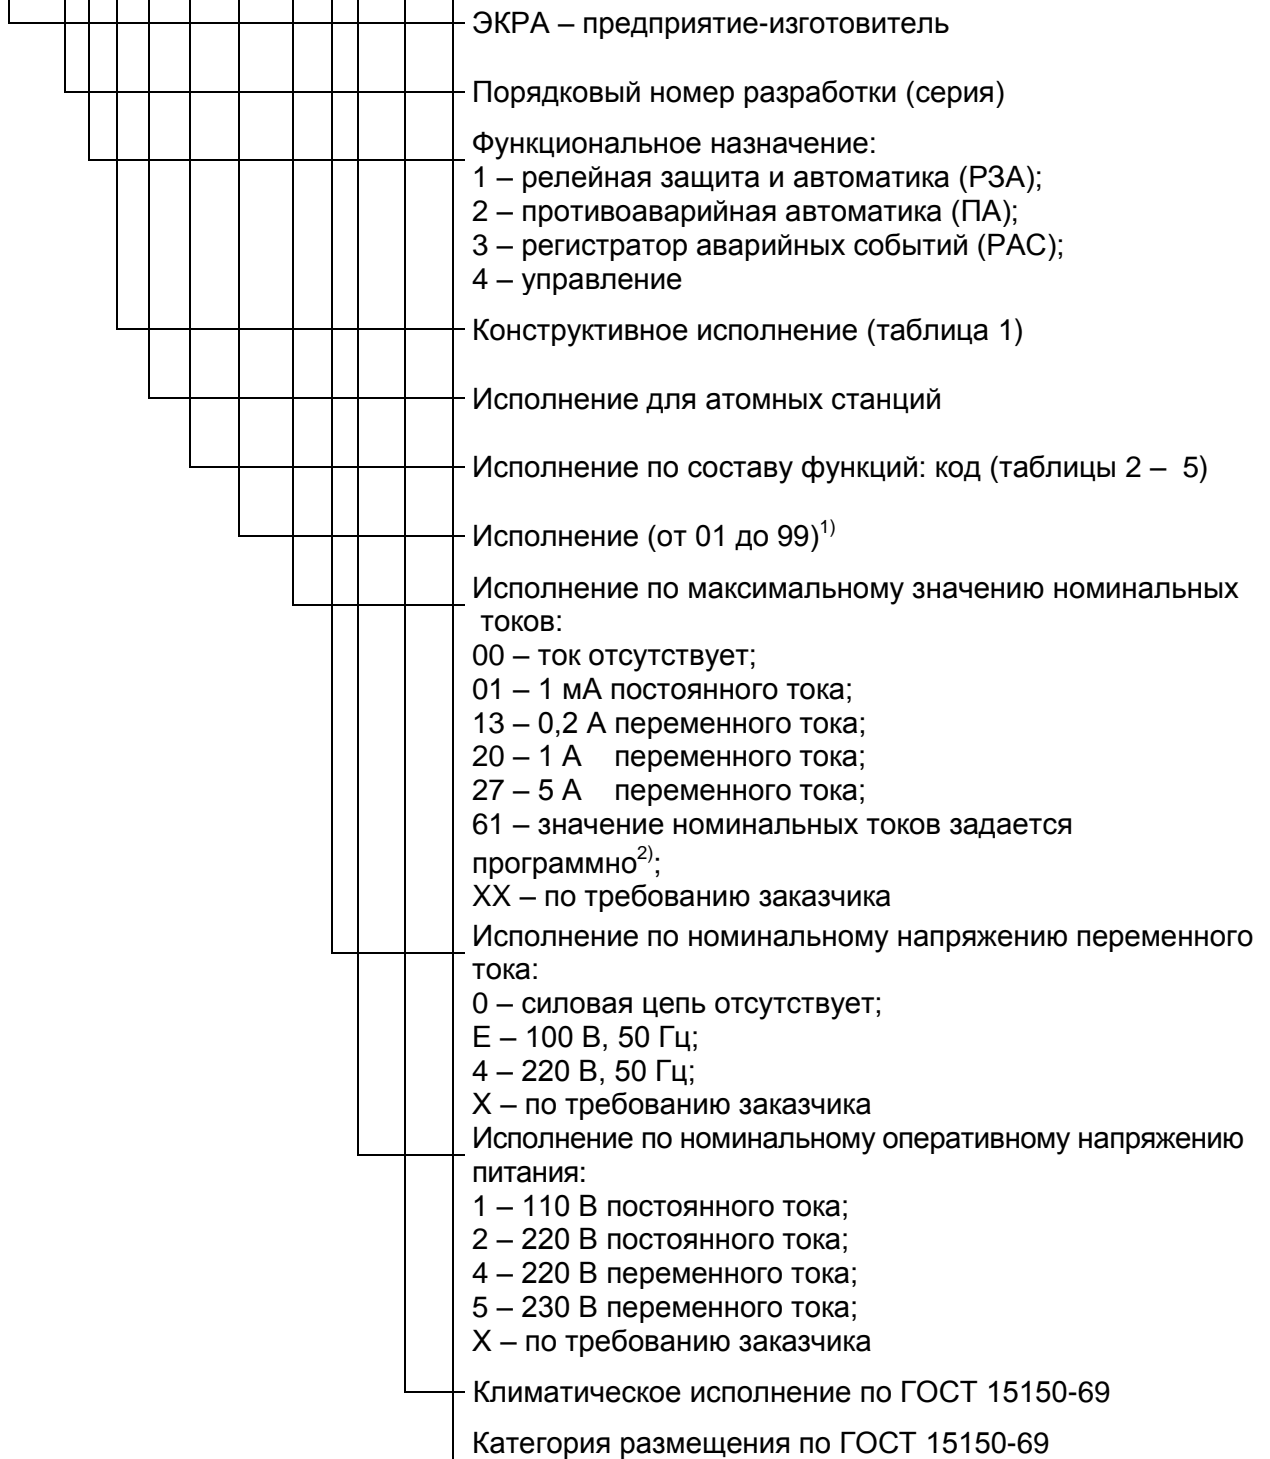 ЭКРА – предприятие-изготовитель
Порядковый номер разработки (серия)
Функциональное назначение:
1 – релейная защита и автоматика (РЗА);
2 – противоаварийная автоматика (ПА);
3 – регистратор аварийных событий (РАС);
4 – управление
Конструктивное исполнение (таблица 1)
Исполнение для атомных станций
Исполнение по составу функций: код (таблицы 2 – 5)
Исполнение (от 01 до 99)1)
Исполнение по максимальному значению номинальных
токов:
00 – ток отсутствует;
01 – 1 мА постоянного тока;
13 – 0,2 А переменного тока;
20 – 1 А переменного тока;
27 – 5 А переменного тока;
61 – значение номинальных токов задается
программно2);
ХХ – по требованию заказчика
Исполнение по номинальному напряжению переменного
тока:
0 – силовая цепь отсутствует;
Е – 100 В, 50 Гц;
4 – 220 В, 50 Гц;
Х – по требованию заказчика
Исполнение по номинальному оперативному напряжению
питания:
1 – 110 В постоянного тока;
2 – 220 В постоянного тока;
4 – 220 В переменного тока;
5 – 230 В переменного тока;
Х – по требованию заказчика
Климатическое исполнение по ГОСТ 15150-69
Категория размещения по ГОСТ 15150-69